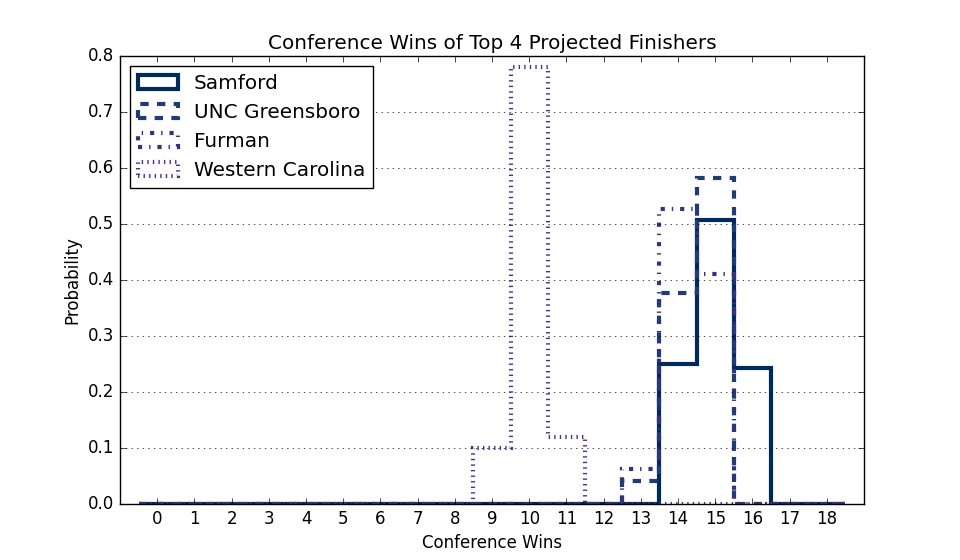 Conference Wins of Top 4 Projected Finishers
Samford
UNC Greensboro
Furman
Western Carolina
Probability
0.8
0.7
0.6
0.5
0.4
0.3
0.2
0.1
0.0
0 1 2 3 4 5 6 7 8 9 10 11 12 13 14 15 16 17 18
Conference Wins